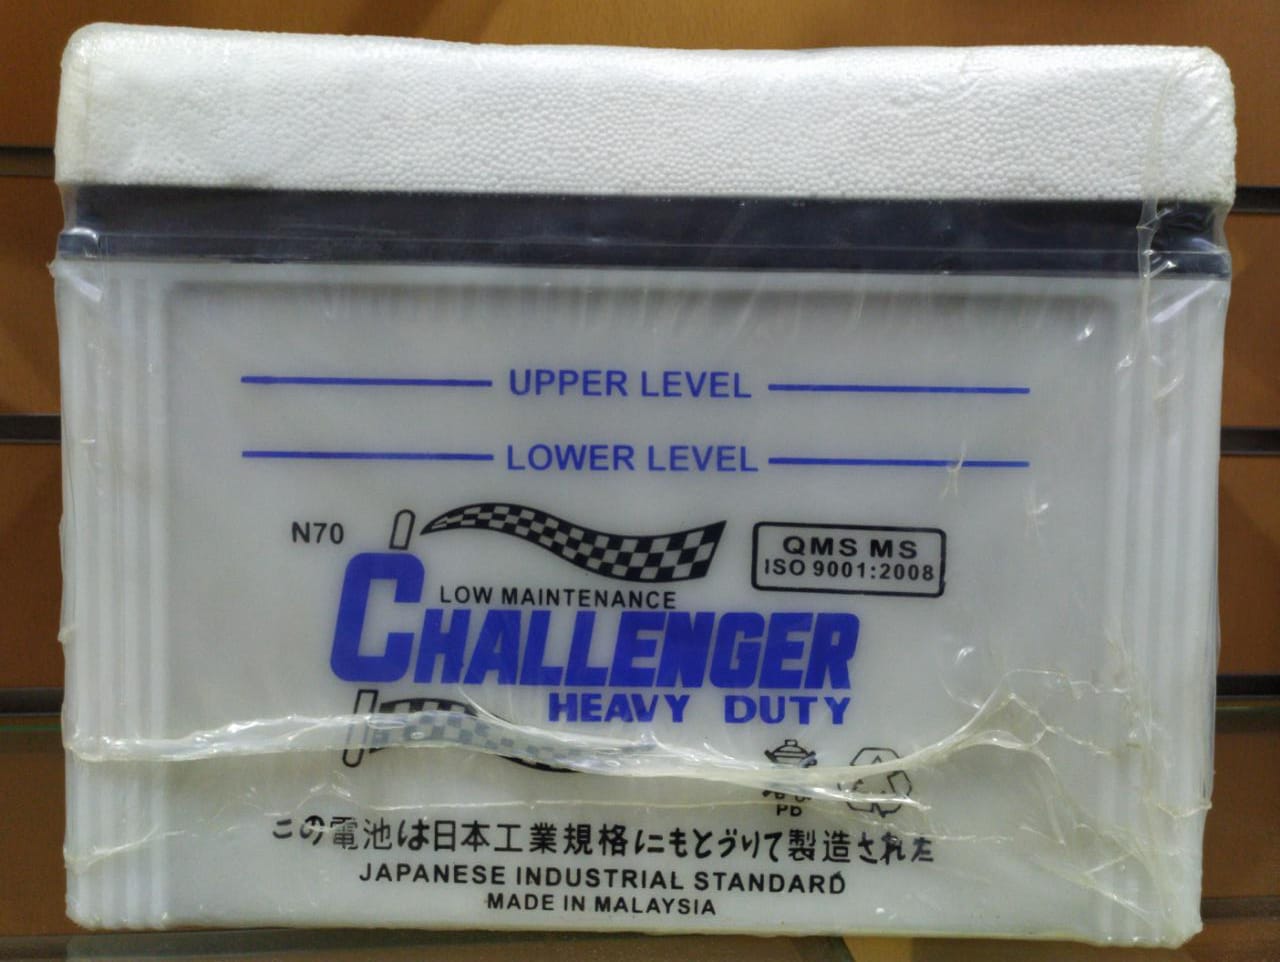 UPPER LEVEL
LOWER LEVEL
N70
QMS MS
ISO 9001:2008
LOW MAINTENANCE
CHALLENGER
HEAVY DUTY
Pb
この電池は日本工業規格にもとづりて製造された
JAPANESE INDUSTRIAL STANDARD
MADE IN MALAYSIA